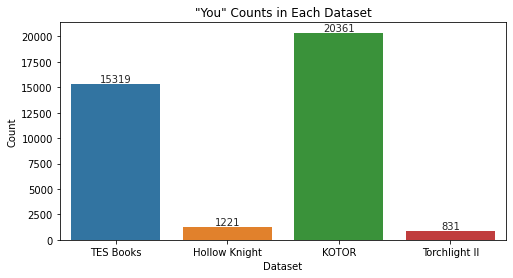 "You" Counts in Each Dataset
20000
17500
15000
12500
10000
7500
5000
2500
0
Count
15319
1221
20361
831
TES Books
Hollow Knight
KOTOR
Torchlight II
Dataset